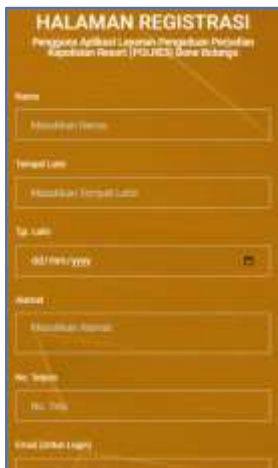 HALAMAN REGISTRASI
Pengguna Aplikasi Layanan Pengaduan Perjudian
Kepolisian Resort (POLRES) Bone Bolango
Nama
Masukkan Nama
Tempat Lahir
Masukkan Tempat Lahir
Tgl. Lahir
dd/mm/yyyy
Alamat
Masukkan Alamat
No. Telpon
No. Telp
Email (Untuk Login)